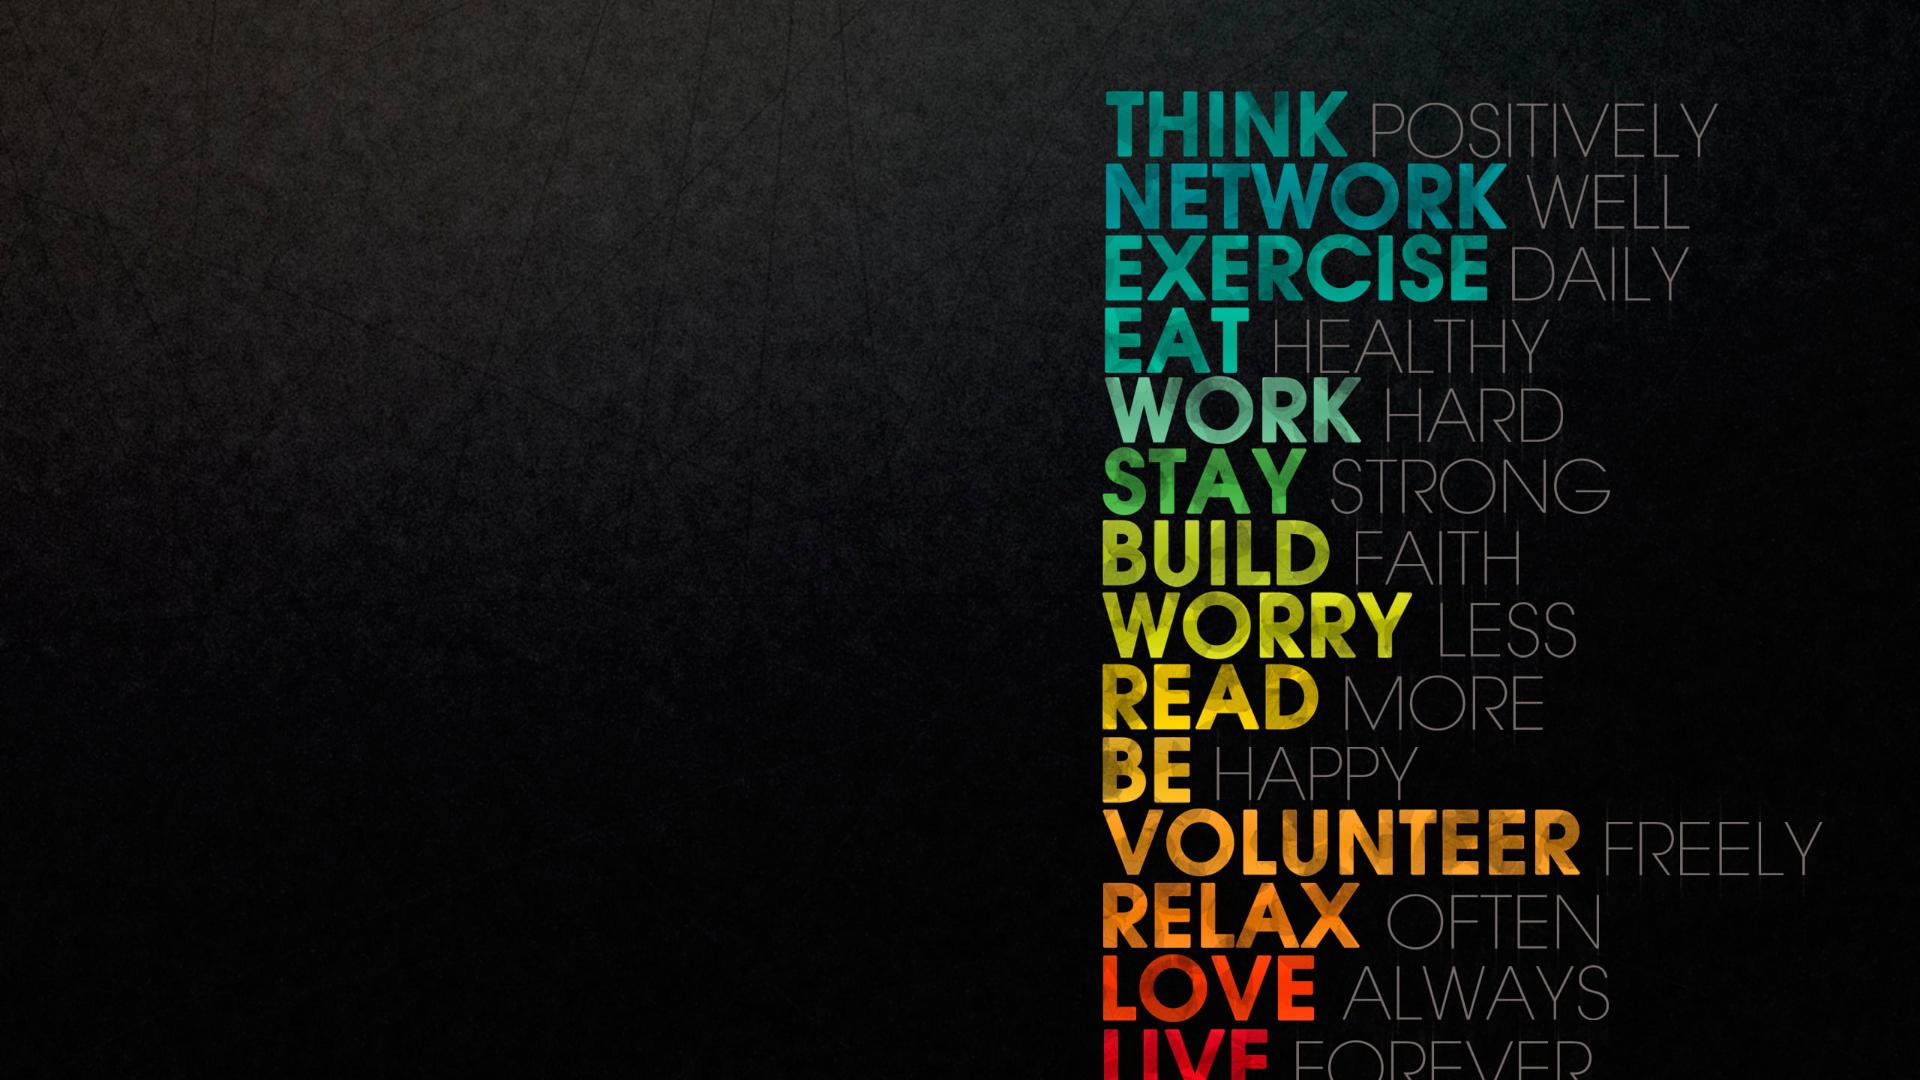 THINK POSITIVELY
NETWORK WELL
EXERCISE DAILY
EAT HEALTHY
WORK HARD
STAY STRONG
BUILD FAITH
WORRY LESS
READ MORE
BE HAPPY
VOLUNTEER FREELY
RELAX OFTEN
LOVE ALWAYS
LIVE FOREVER